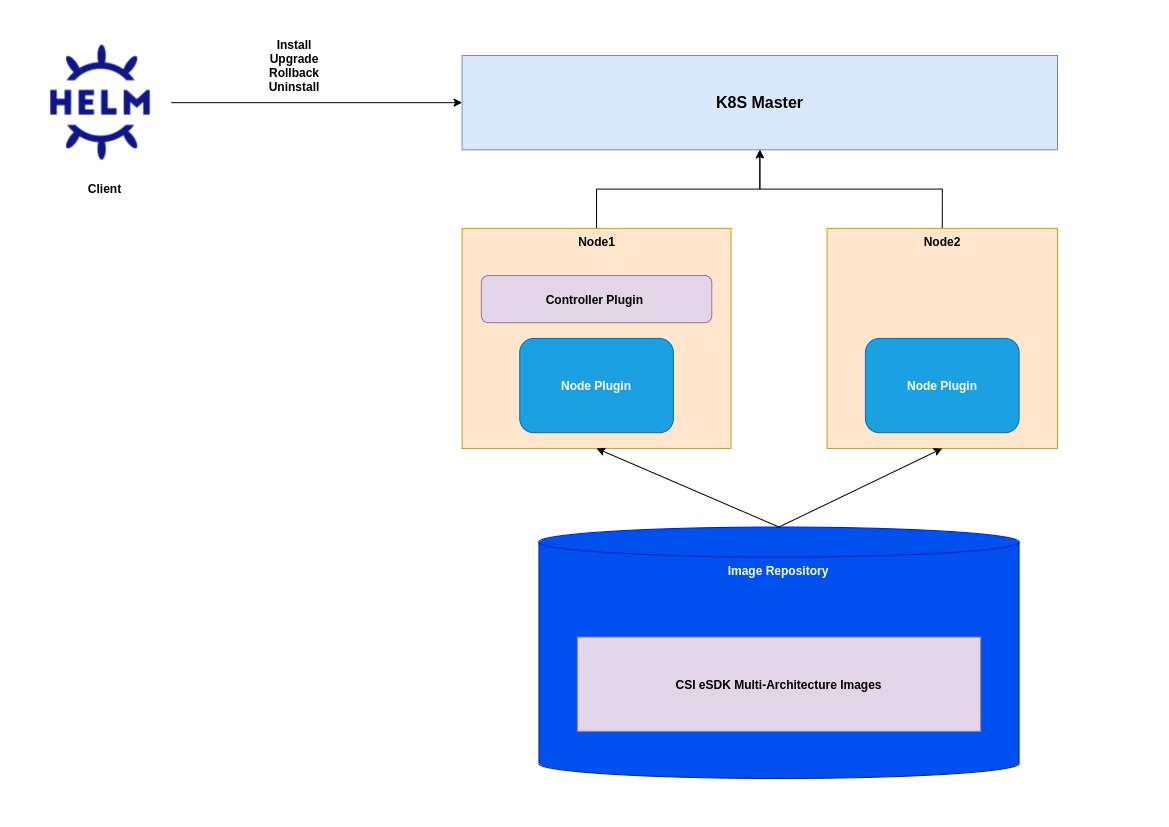 Install
Upgrade
Rollback
Uninstall
HELM
Client
K8S Master
Node1
Node2
Controller Plugin
Node Plugin
Node Plugin
Image Repository
CSI eSDK Multi-Architecture Images